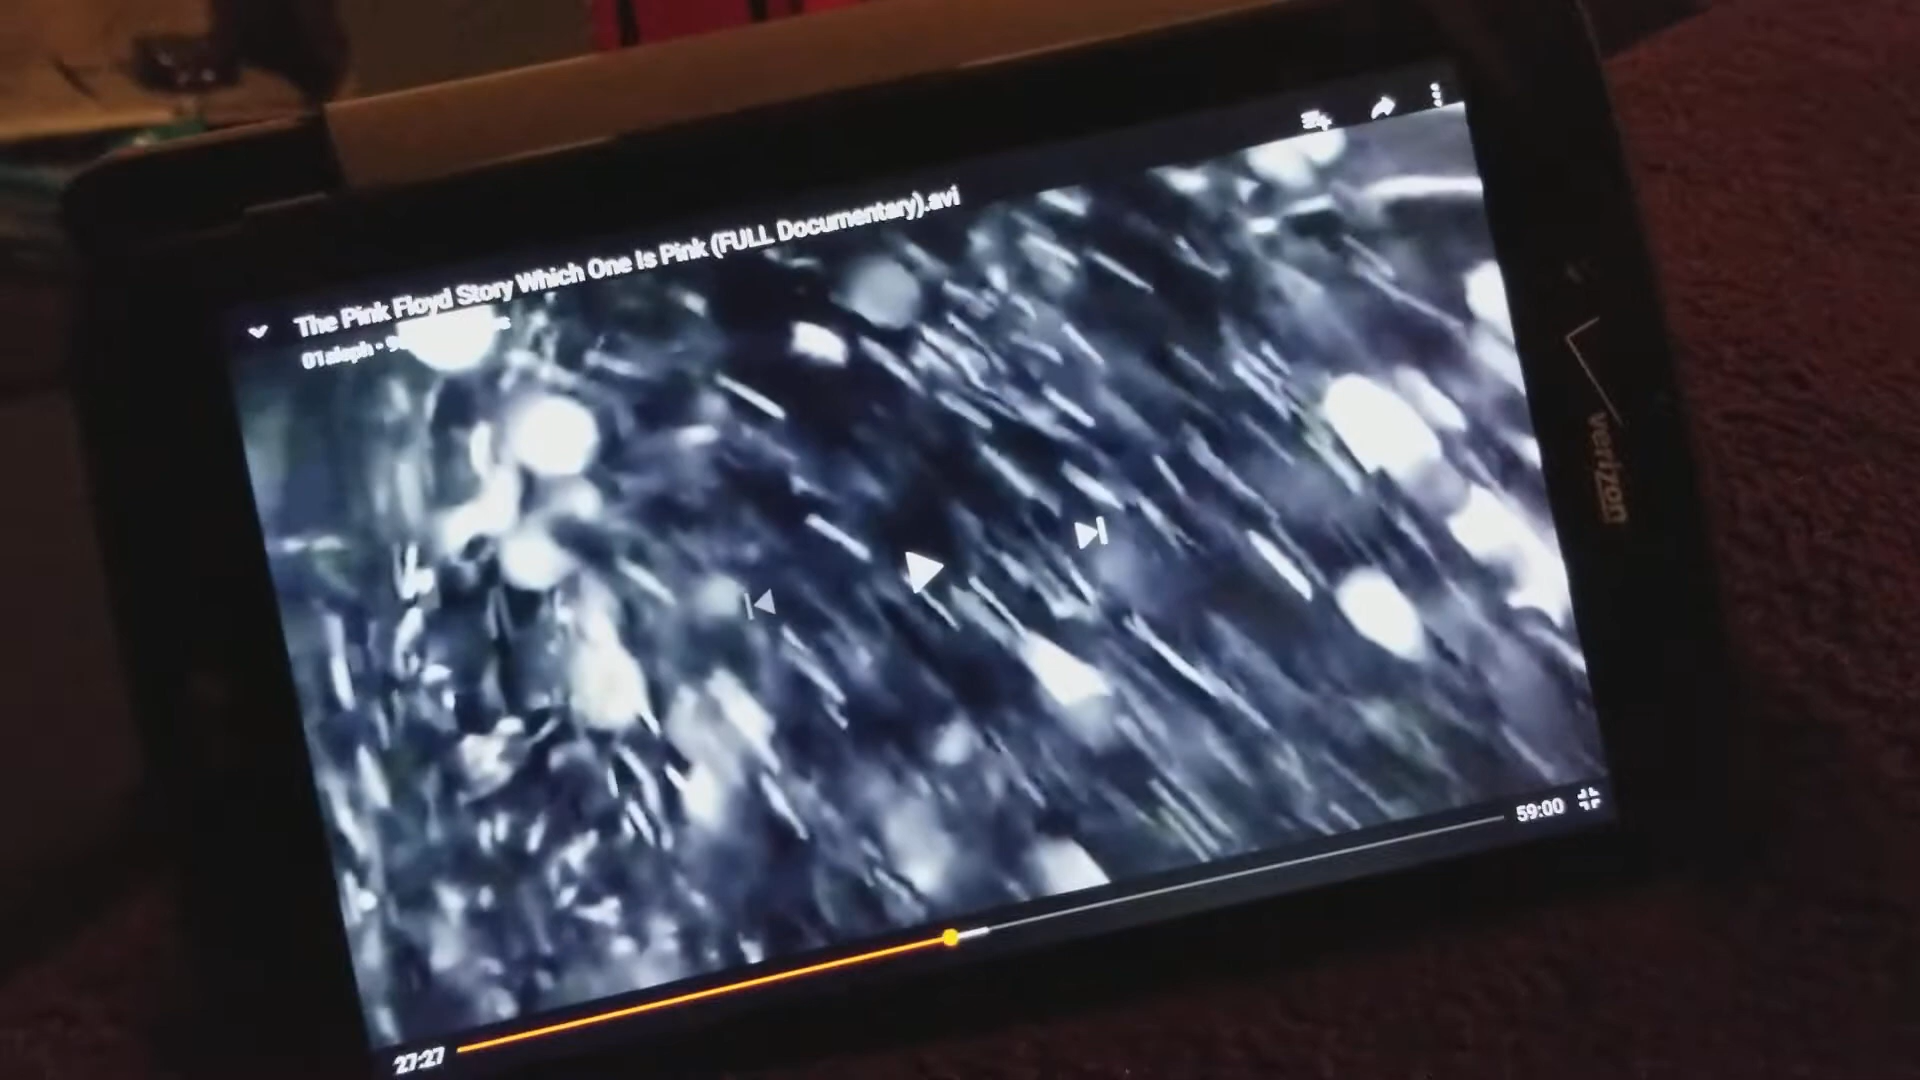 The Pink Floyd Story Which One Is Pink (FULL Documentary).avi
01aleph •
verizon
59:00
27:27